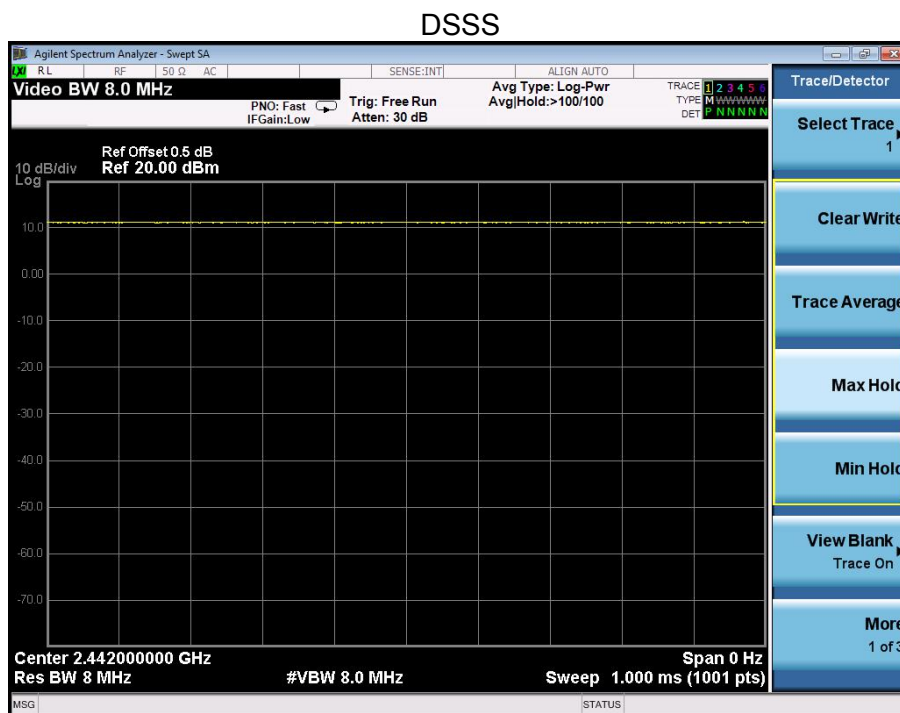 DSSS
Agilent Spectrum Analyzer - Swept SA
LXI RL RF 50 Ω AC SENSE:INT ALIGN AUTO
Video BW 8.0 MHz
PNO: Fast
IFGain:Low
Trig: Free Run
Atten: 30 dB
Avg Type: Log-Pwr
Avg|Hold:>100/100
TRACE 1 2 3 4 5 6
TYPE M WWWWW
DET P N N N N N
Ref Offset 0.5 dB
10 dB/div Ref 20.00 dBm
Log
10.0
0.00
-10.0
-20.0
-30.0
-40.0
-50.0
-60.0
-70.0
Center 2.442000000 GHz Span 0 Hz
Res BW 8 MHz #VBW 8.0 MHz Sweep 1.000 ms (1001 pts)
MSG STATUS
Trace/Detector
Select Trace
1
Clear Write
Trace Average
Max Hold
Min Hold
View Blank
Trace On
More
1 of 3